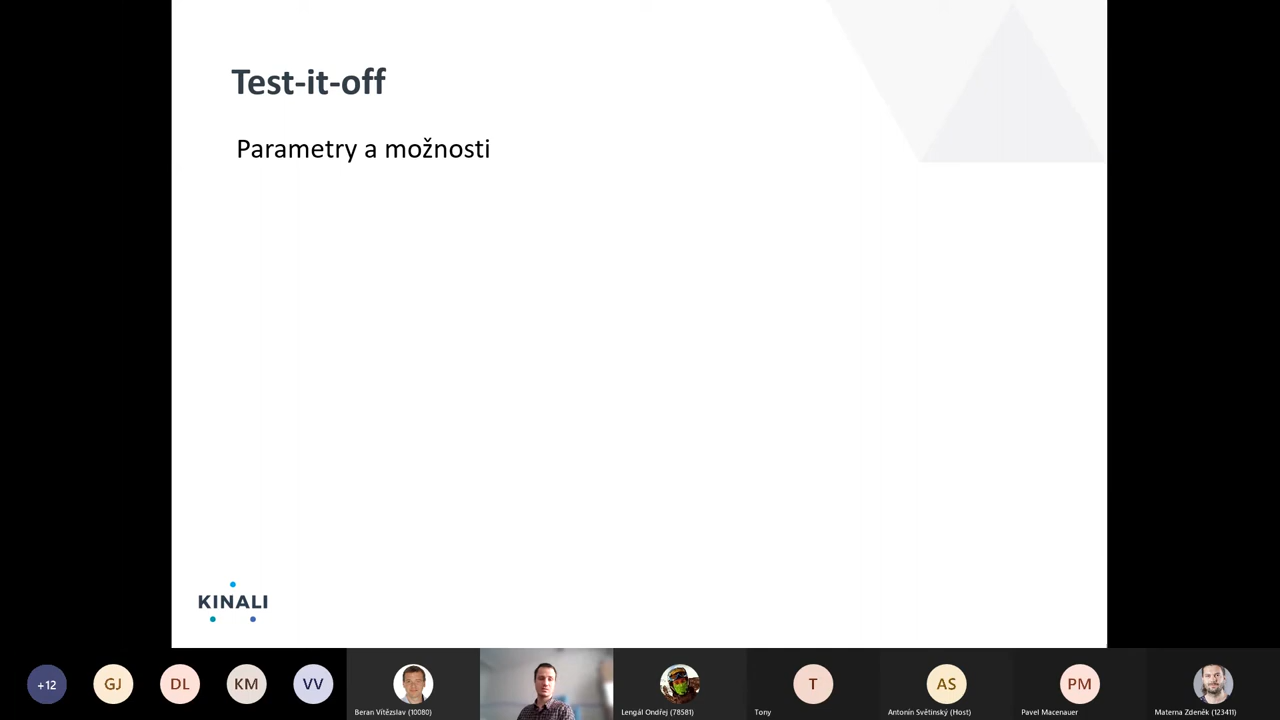 Test-it-off
Parametry a možnosti
KINALI
+12
GJ
DL
KM
VV
Beran Vítězslav (10080)
Lengál Ondřej (78581)
T
Tony
AS
Antonín Světinský (Host)
PM
Pavel Macenauer
Materna Zdeněk (123411)